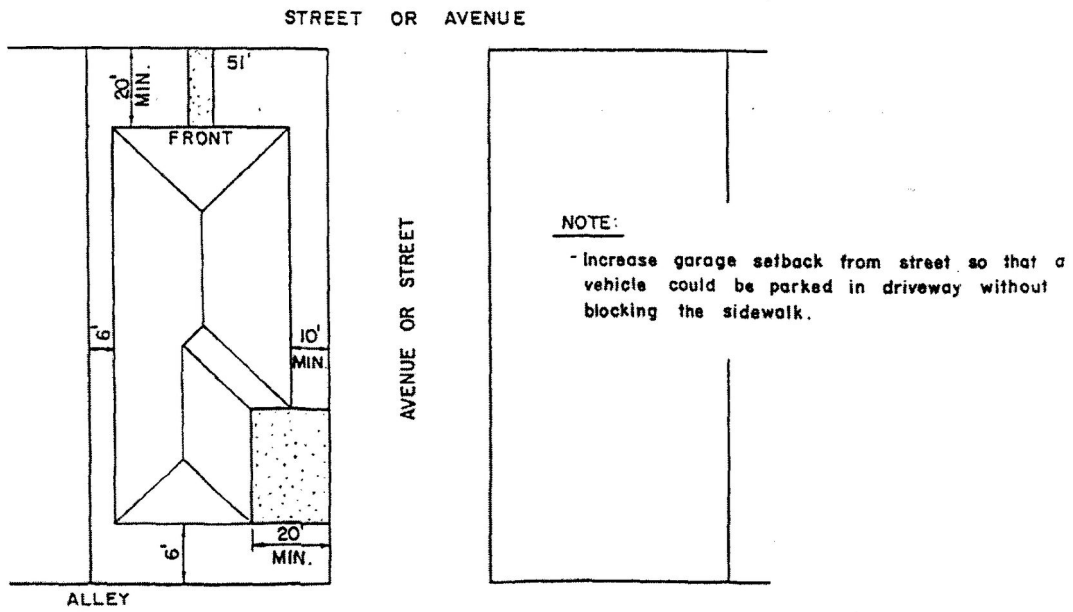 STREET OR AVENUE
51'
20'
MIN.
FRONT
NOTE:
- Increase garage setback from street so that a
vehicle could be parked in driveway without
blocking the sidewalk.
AVENUE OR STREET
6'
10'
MIN.
20'
MIN.
6'
ALLEY